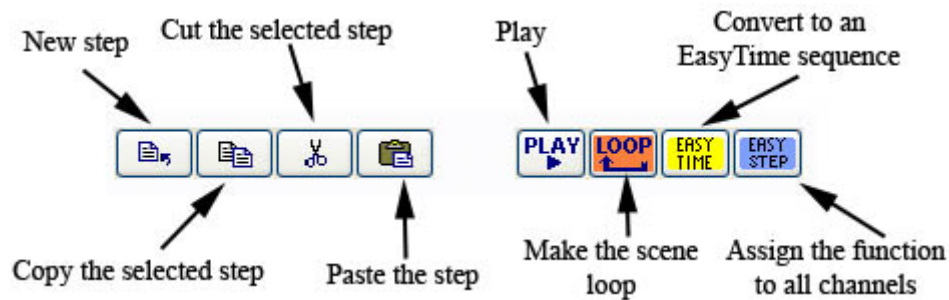 New step
Cut the selected step
Play
Convert to an
EasyTime sequence
PLAY
LOOP
EASY
TIME
EASY
STEP
Copy the selected step
Paste the step
Make the scene
loop
Assign the function
to all channels